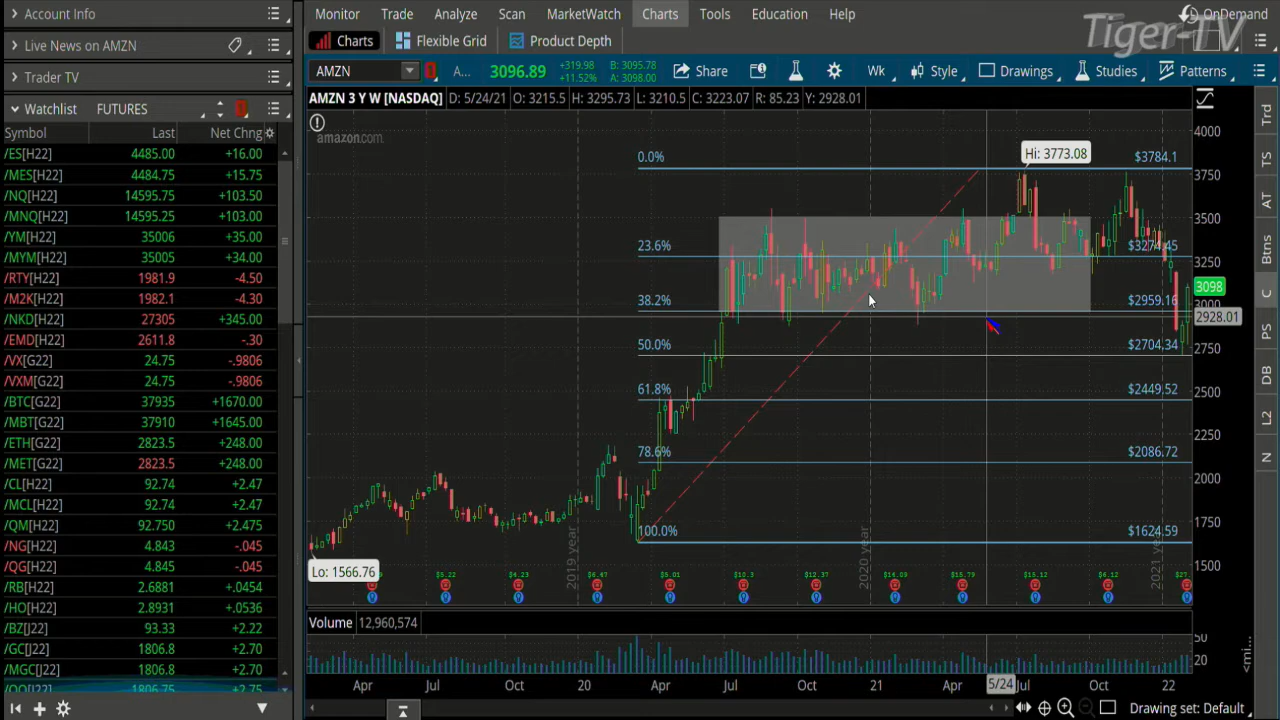 Account Info
Live News on AMZN
Trader TV
Watchlist FUTURES
Symbol Last Net Chng
/ES[H22] 4485.00 +16.00
/MES[H22] 4484.75 +15.75
/NQ[H22] 14595.75 +103.50
/MNQ[H22] 14595.25 +103.00
/YM[H22] 35006 +35.00
/MYM[H22] 35005 +34.00
/RTY[H22] 1981.9 -4.50
/M2K[H22] 1982.1 -4.30
/NKD[H22] 27305 +345.00
/EMD[H22] 2611.8 -.30
/VX[G22] 24.75 -.9806
/VXM[G22] 24.75 -.9806
/BTC[G22] 37935 +1670.00
/MBT[G22] 37910 +1645.00
/ETH[G22] 2823.5 +248.00
/MET[G22] 2823.5 +248.00
/CL[H22] 92.74 +2.47
/MCL[H22] 92.74 +2.47
/QM[H22] 92.750 +2.475
/NG[H22] 4.843 -.045
/QG[H22] 4.845 -.045
/RB[H22] 2.6881 +.0454
/HO[H22] 2.8931 +.0536
/BZ[J22] 93.33 +2.22
/GC[J22] 1806.8 +2.70
/MGC[J22] 1806.8 +2.70
1806.75 +2.75
Monitor Trade Analyze Scan MarketWatch Charts Tools Education Help
OnDemand
Tiger-TV
Charts Flexible Grid Product Depth
AMZN A... 3096.89 +319.98 +11.52% B: 3095.78 A: 3098.00 Share Wk Style Drawings Studies Patterns
AMZN 3 Y W [NASDAQ] D: 5/24/21 O: 3215.5 H: 3295.73 L: 3210.5 C: 3223.07 R: 85.23 Y: 2928.01
amazon.com
Hi: 3773.08
0.0% $3784.1
23.6% $3274.45
38.2% $2959.16
50.0% $2704.34
61.8% $2449.52
78.6% $2086.72
100.0% $1624.59
Lo: 1566.76
4000
3750
3500
3250
3098
3000
2928.01
2750
2500
2250
2000
1750
1500
2019 year
2020 year
2021 year
$5.22 $4.23 $6.47 $5.01 $10.3 $12.37 $14.09 $15.79 $15.12 $6.12 $27.
Volume 12,960,574
50
20
Apr Jul Oct 20 Apr Jul Oct 21 Apr 5/24 Jul Oct 22
Drawing set: Default
Trd
TS
AT
Btns
C
PS
DB
L2
N